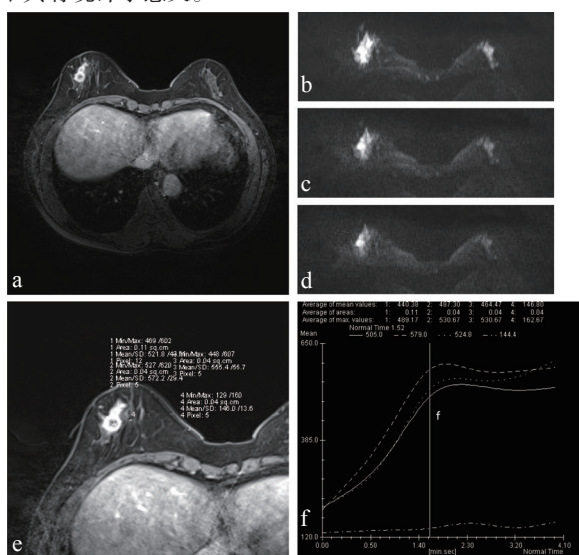 a
b
c
d
1 Min/Max: 469 /602
1 Area: 0.11 sq.cm
1 Mean/SD: 521.8
1 Pixel: 12
2 Min/Max: 527 /620
2 Area: 0.04 sq.cm
2 Mean/SD: 572.2 /29.4
2 Pixel: 5
Min/Max: 448 /607
3 Area: 0.04 sq.cm
3 Mean/SD: 555.4 /55.7
3 Pixel: 5
4
4 Min/Max: 129 /160
4 Area: 0.04 sq.cm
4 Mean/SD: 146.0 /13.6
4 Pixel: 5
e
Average of mean values: 1: 440.38 2: 487.30 3: 464.47 4: 146.80
Average of areas: 1: 0.11 2: 0.04 3: 0.04 4: 0.04
Average of max. values: 1: 489.17 2: 530.67 3: 530.67 4: 162.67
Mean Normal Time 1.52
505.0 579.0 524.8 144.4
650.0
385.0
120.0
f
0.00 0.50 1.40 2.30 3.20 4.10
[min.sec] Normal Time
f